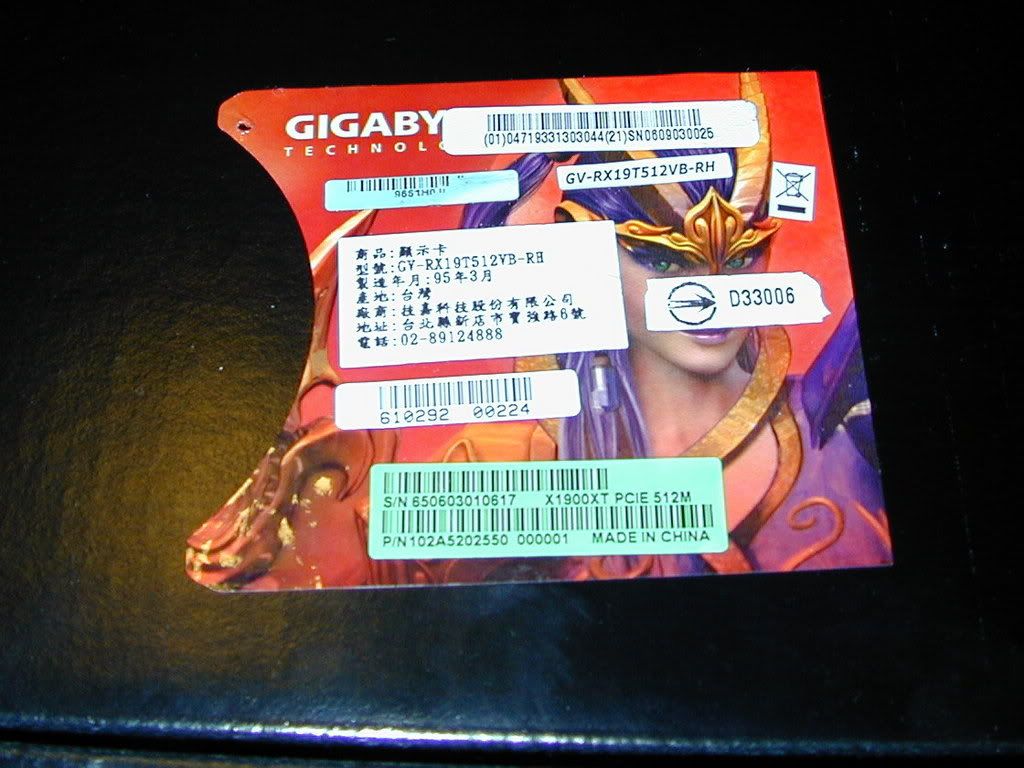 GIGABY
TECHNOLO
(01)04719331303044(21)SN0609030025
GV-RX19T512VB-RH
商品:顯示卡
型號:GV-RX19T512VB-RH
製造年月:95年3月
產地:台灣
廠商:技嘉科技股份有限公司
地址:台北縣新店市寶強路6號
電話:02-89124888
D33006
610292 00224
S/N 650603010617 X1900XT PCIE 512M
P/N102A5202550 000001 MADE IN CHINA